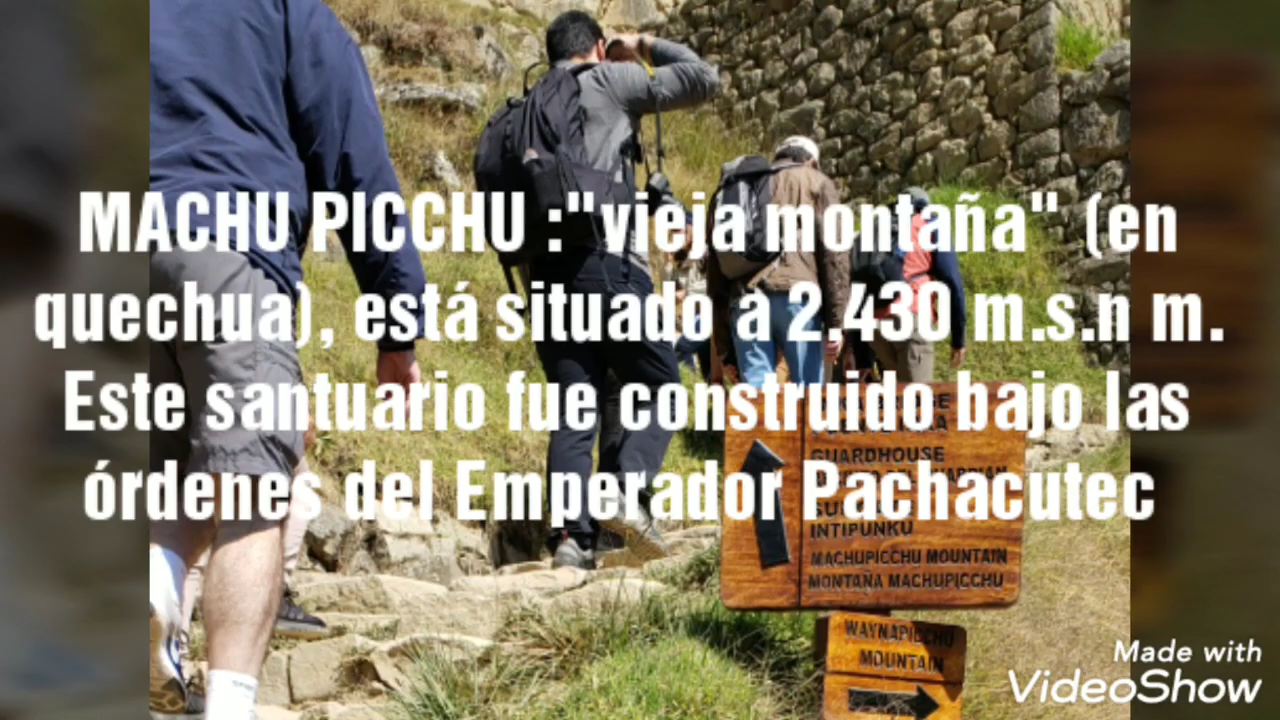 MACHU PICCHU :"vieja montaña" (en
quechua), está situado a 2.430 m.s.n m.
Este santuario fue construido bajo las
órdenes del Emperador Pachacutec
GUARDHOUSE
INTIPUNKU
MACHUPICCHU MOUNTAIN
MONTAÑA MACHUPICCHU
WAYNAPICCHU
MOUNTAIN
Made with
VideoShow